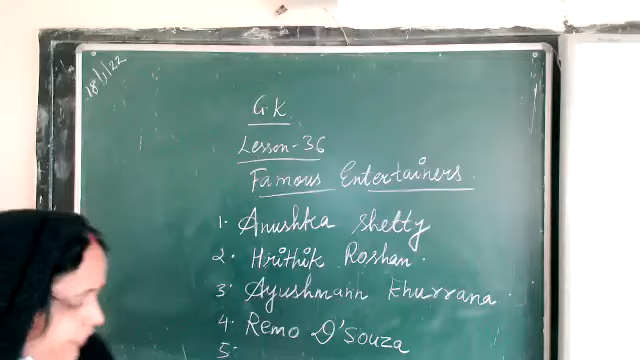 18/1/22
G.K
Lesson-36
Famous Entertainers.
1. Anushka Shetty
2. Hrithik Roshan.
3. Ayushmann Khurrana.
4. Remo D'Souza
5.